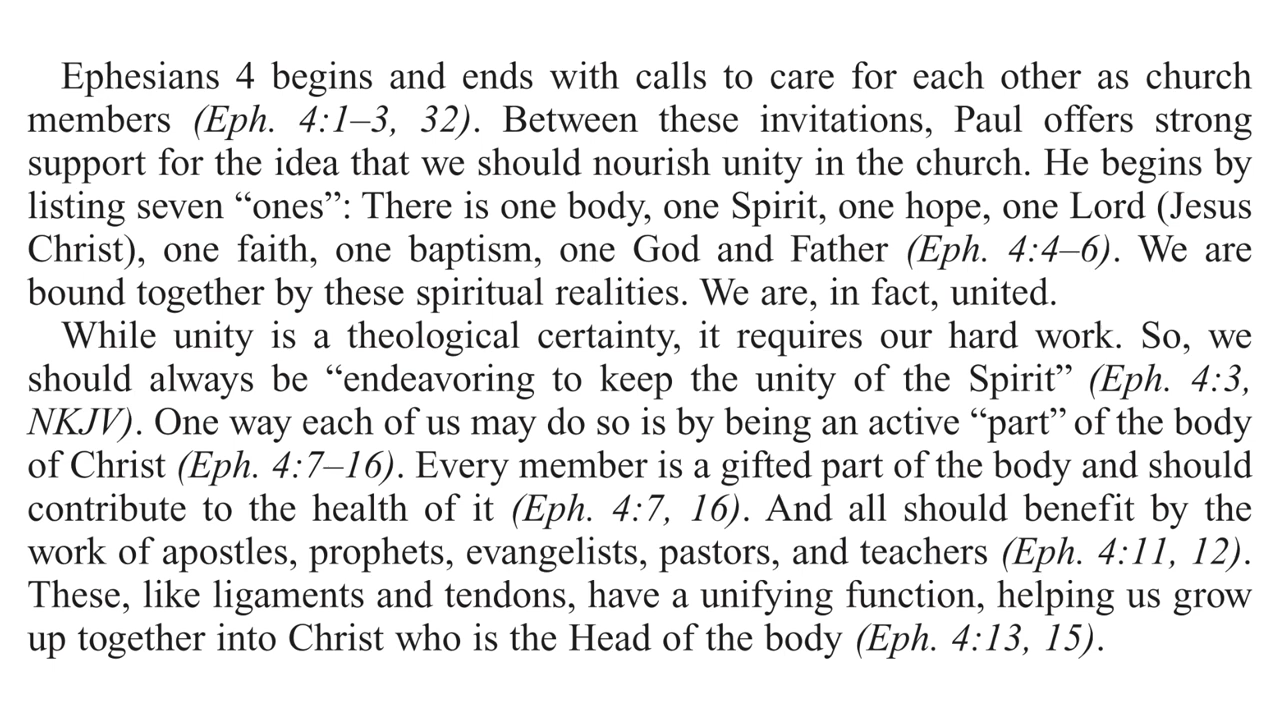 Ephesians 4 begins and ends with calls to care for each other as church
members (Eph. 4:1–3, 32). Between these invitations, Paul offers strong
support for the idea that we should nourish unity in the church. He begins by
listing seven “ones”: There is one body, one Spirit, one hope, one Lord (Jesus
Christ), one faith, one baptism, one God and Father (Eph. 4:4–6). We are
bound together by these spiritual realities. We are, in fact, united.
While unity is a theological certainty, it requires our hard work. So, we
should always be “endeavoring to keep the unity of the Spirit” (Eph. 4:3,
NKJV). One way each of us may do so is by being an active “part” of the body
of Christ (Eph. 4:7–16). Every member is a gifted part of the body and should
contribute to the health of it (Eph. 4:7, 16). And all should benefit by the
work of apostles, prophets, evangelists, pastors, and teachers (Eph. 4:11, 12).
These, like ligaments and tendons, have a unifying function, helping us grow
up together into Christ who is the Head of the body (Eph. 4:13, 15).